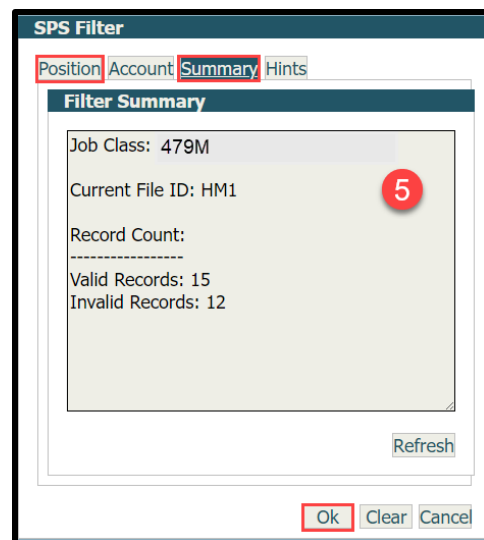 SPS Filter
Position Account Summary Hints
Filter Summary
Job Class: 479M
Current File ID: HM1
5
Record Count:
-----------------
Valid Records: 15
Invalid Records: 12
Refresh
Ok Clear Cancel